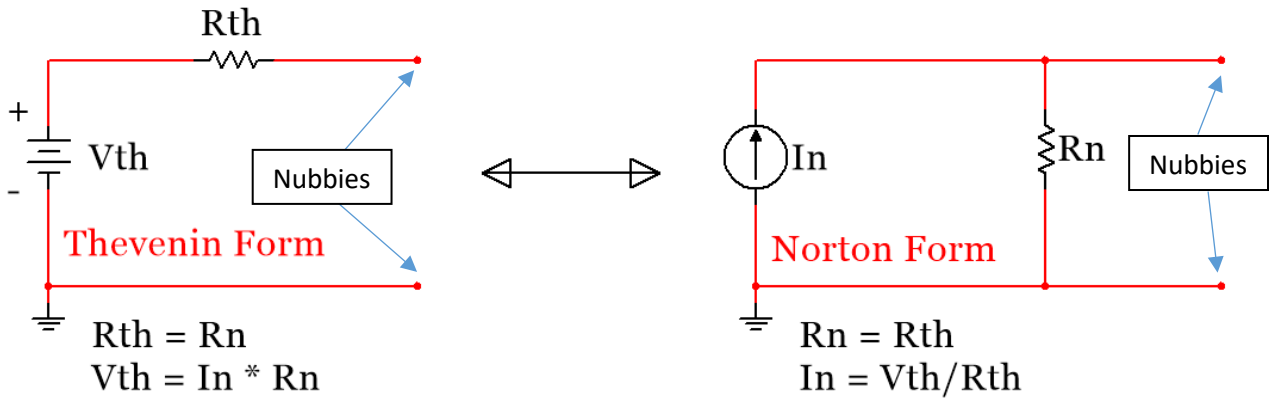 Rth
+
Vth
-
Nubbies
Thevenin Form
Rth = Rn
Vth = In * Rn
In
Rn
Nubbies
Norton Form
Rn = Rth
In = Vth/Rth